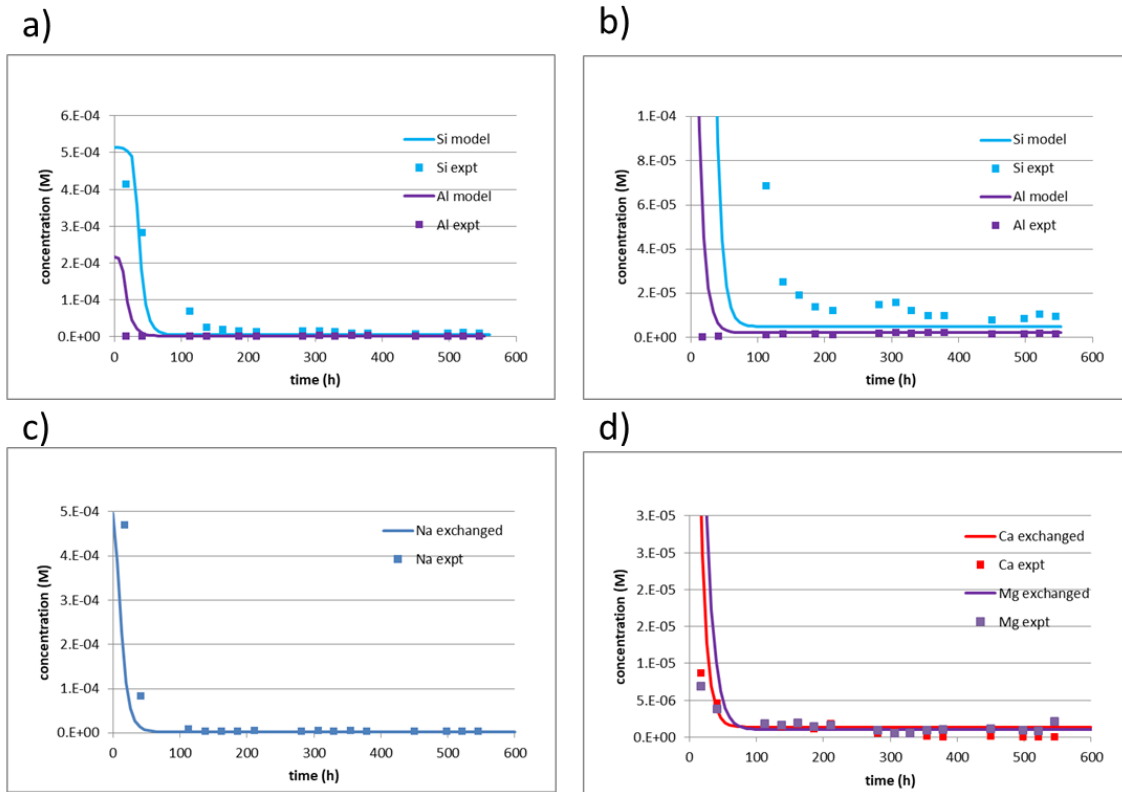 a)
6.E-04
5.E-04
4.E-04
3.E-04
2.E-04
1.E-04
0.E+00
concentration (M)
0 100 200 300 400 500 600
time (h)
Si model
Si expt
Al model
Al expt
b)
1.E-04
8.E-05
6.E-05
4.E-05
2.E-05
0.E+00
concentration (M)
0 100 200 300 400 500 600
time (h)
Si model
Si expt
Al model
Al expt
c)
5.E-04
4.E-04
3.E-04
2.E-04
1.E-04
0.E+00
concentration (M)
0 100 200 300 400 500 600
time (h)
Na exchanged
Na expt
d)
3.E-05
3.E-05
2.E-05
2.E-05
1.E-05
5.E-06
0.E+00
concentration (M)
0 100 200 300 400 500 600
time (h)
Ca exchanged
Ca expt
Mg exchanged
Mg expt